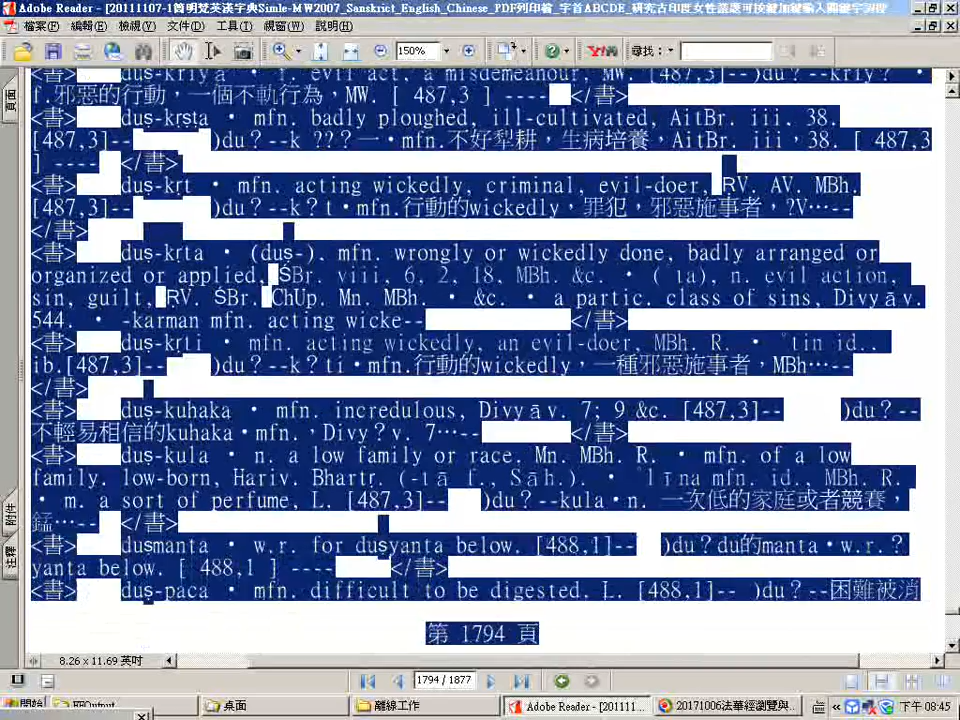 Adobe Reader - [20111107-1簡明梵英漢字典Simle-MW2007_Sanskrict_English_Chinese_PDF列印檔_字首ABCDE_研究古印度女性
檔案(F) 編輯(E) 檢視(V) 文件(D) 工具(T) 視窗(W) 說明(H)
150% 尋找：
頁面
附件
注釋
<書> duṣ-kriyā • f. evil act, a misdemeanour, MW. [487,3]--)du？--kriy？•
f.邪惡的行動，一個不軌行為，MW. [ 487,3 ] ---- </書>
<書> duṣ-kṛṣṭa • mfn. badly ploughed, ill-cultivated, AitBr. iii. 38.
[487,3]-- )du？--k ???？一•mfn.不好犁耕，生病培養，AitBr. iii，38. [ 487,3
] ---- </書>
<書> duṣ-kṛt • mfn. acting wickedly, criminal, evil-doer, RV. AV. MBh.
[487,3]-- )du？--k？t•mfn.行動的wickedly，罪犯，邪惡施事者，?V…--
</書>
<書> duṣ-kṛta • (duṣ-). mfn. wrongly or wickedly done, badly arranged or
organized or applied, ŚBr. viii, 6, 2, 18, MBh. &c. • (°ta), n. evil action,
sin, guilt, RV. ŚBr. ChUp. Mn. MBh. • &c. • a partic. class of sins, Divyāv.
544. • -karman mfn. acting wicke-- </書>
<書> duṣ-kṛti • mfn. acting wickedly, an evil-doer, MBh. R. • °tin id.,
ib.[487,3]-- )du？--k？ti•mfn.行動的wickedly，一種邪惡施事者，MBh…--
</書>
<書> duṣ-kuhaka • mfn. incredulous, Divyāv. 7; 9 &c. [487,3]-- )du？--
不輕易相信的kuhaka•mfn.，Divy？v. 7…-- </書>
<書> duṣ-kula • n. a low family or race, Mn. MBh. R. • mfn. of a low
family, low-born, Hariv. Bhartṛ. (-tā f., Sāh.). • °līna mfn. id., MBh. R.
• m. a sort of perfume, L. [487,3]-- )du？--kula•n. 一次低的家庭或者競賽，
錳…-- </書>
<書> duṣmanta • w.r. for duṣyanta below. [488,1]-- )du？du的manta•w.r.？
yanta below. [ 488,1 ] ---- </書>
<書> duṣ-paca • mfn. difficult to be digested, L. [488,1]-- )du？--困難被消
第 1794 頁
8.26 x 11.69 英吋
1794 / 1877
開始 桌面 離線工作 Adobe Reader - [201111... 20171006法華經瀏覽與... 下午 08:45